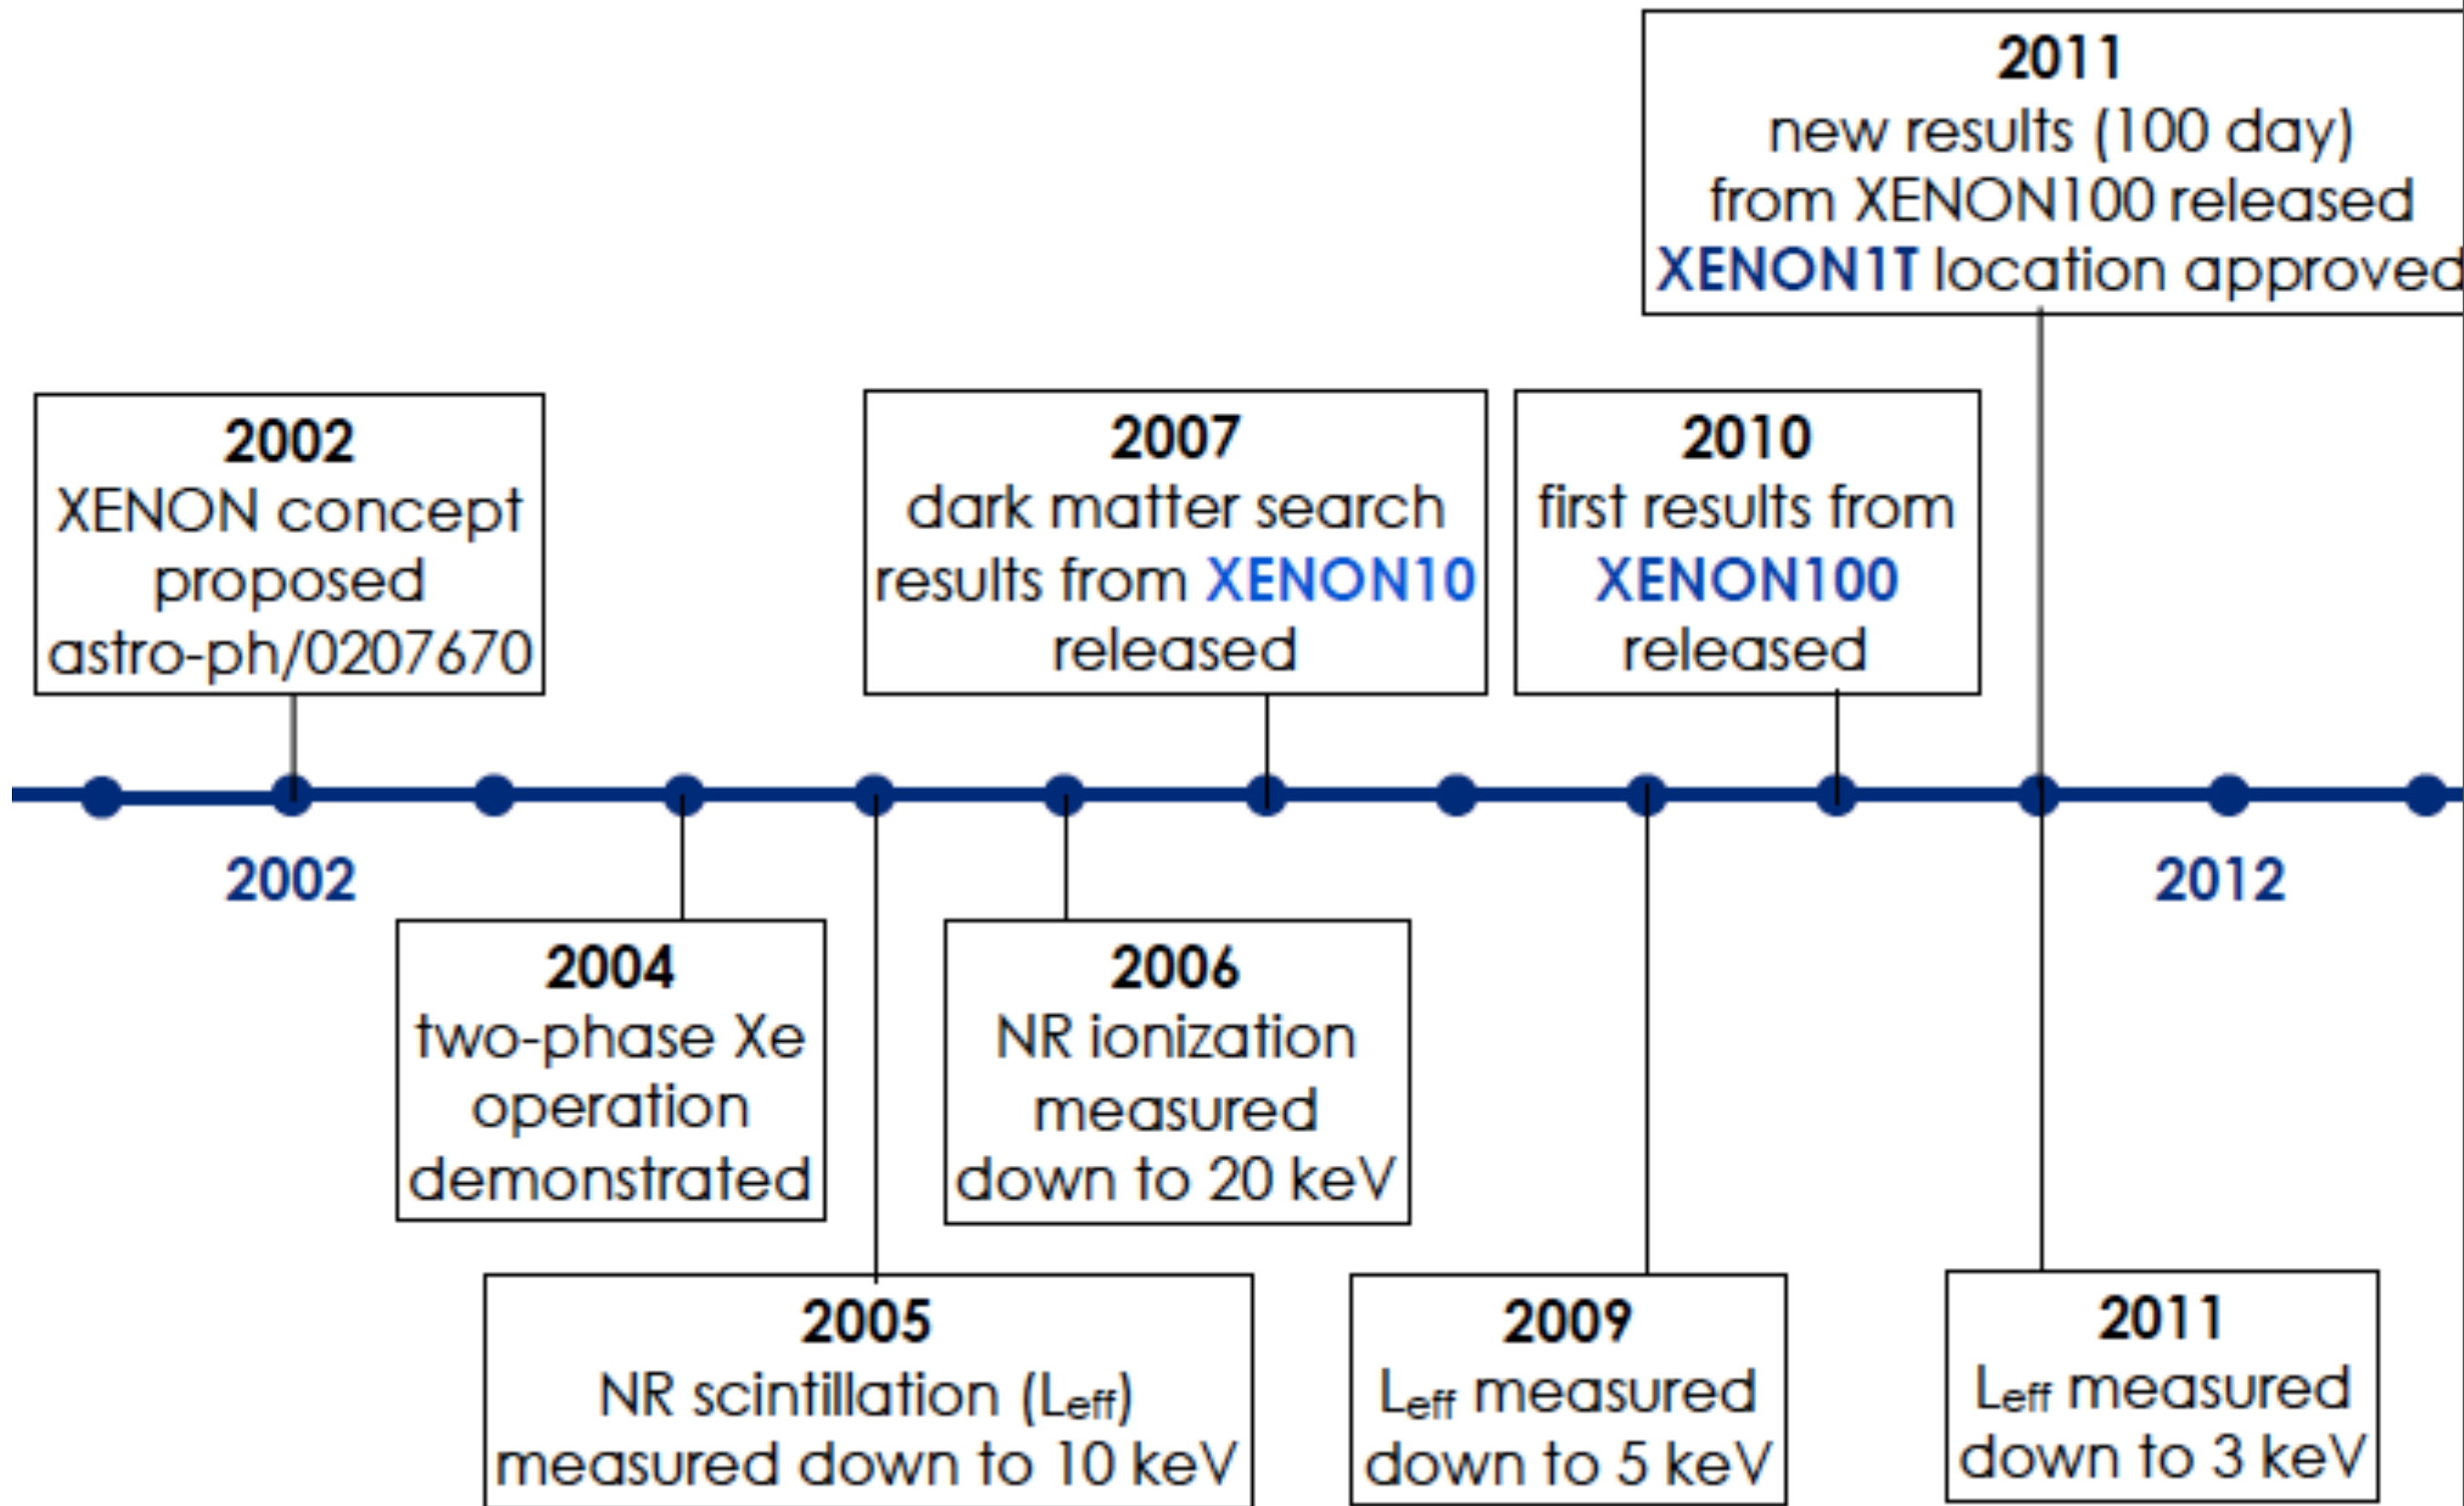 2011
new results (100 day)
from XENON100 released
XENON1T location approved
2002
XENON concept
proposed
astro-ph/0207670
2007
dark matter search
results from XENON10
released
2010
first results from
XENON100
released
2002
2012
2004
two-phase Xe
operation
demonstrated
2006
NR ionization
measured
down to 20 keV
2005
NR scintillation (Leff)
measured down to 10 keV
2009
Leff measured
down to 5 keV
2011
Leff measured
down to 3 keV